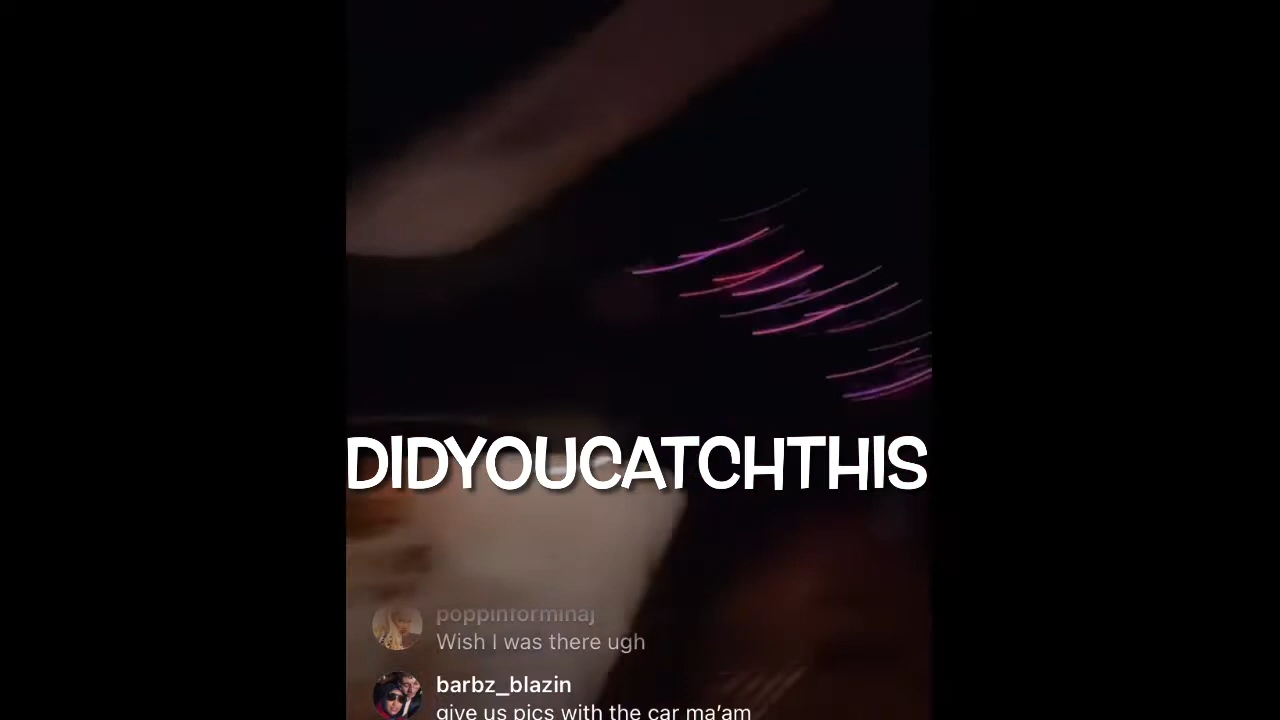 DIDYOUCATCHTHIS
poppinforminaj
Wish I was there ugh
barbz_blazin
give us pics with the car ma’am